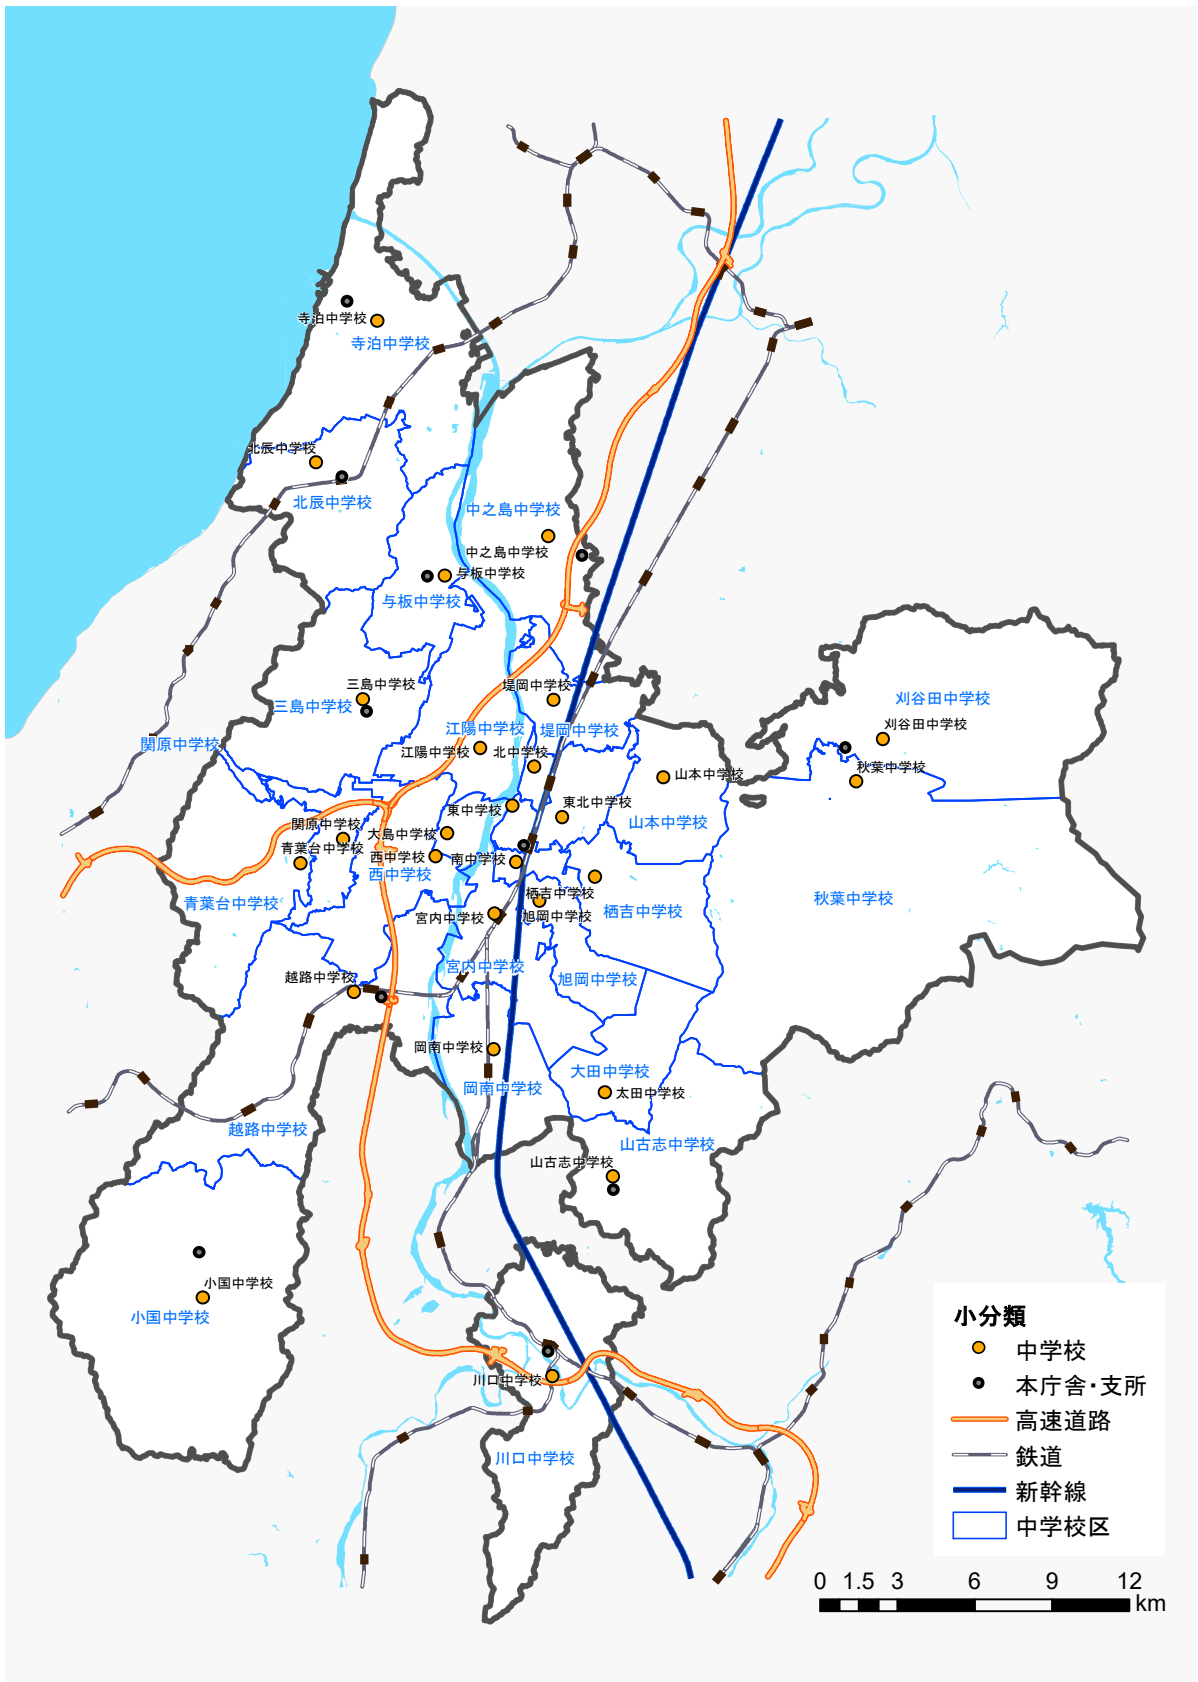 寺泊中学校
寺泊中学校
北辰中学校
北辰中学校
中之島中学校
中之島中学校
与板中学校
与板中学校
三島中学校
三島中学校
堤岡中学校
堤岡中学校
刈谷田中学校
刈谷田中学校
関原中学校
江陽中学校
江陽中学校
北中学校
秋葉中学校
山本中学校
山本中学校
東中学校
東北中学校
関原中学校
大島中学校
青葉台中学校
西中学校
西中学校
南中学校
青葉台中学校
栖吉中学校
栖吉中学校
秋葉中学校
宮内中学校
旭岡中学校
宮内中学校
旭岡中学校
越路中学校
岡南中学校
岡南中学校
大田中学校
太田中学校
越路中学校
山古志中学校
山古志中学校
小国中学校
小国中学校
川口中学校
川口中学校
小分類
中学校
本庁舎・支所
高速道路
鉄道
新幹線
中学校区
0 1.5 3 6 9 12
km